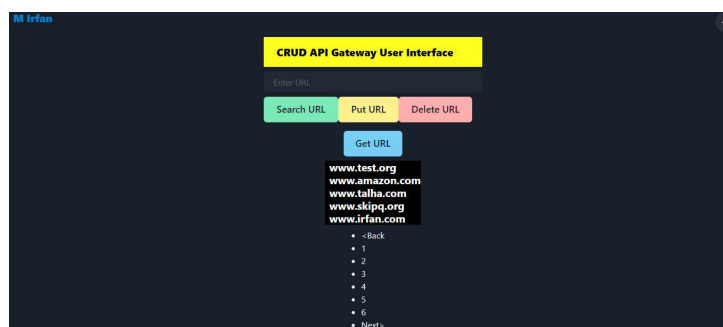 M Irfan
CRUD API Gateway User Interface
Enter URL
Search URL Put URL Delete URL
Get URL
www.test.org
www.amazon.com
www.talha.com
www.skipq.org
www.irfan.com
<Back
1
2
3
4
5
6
Next>